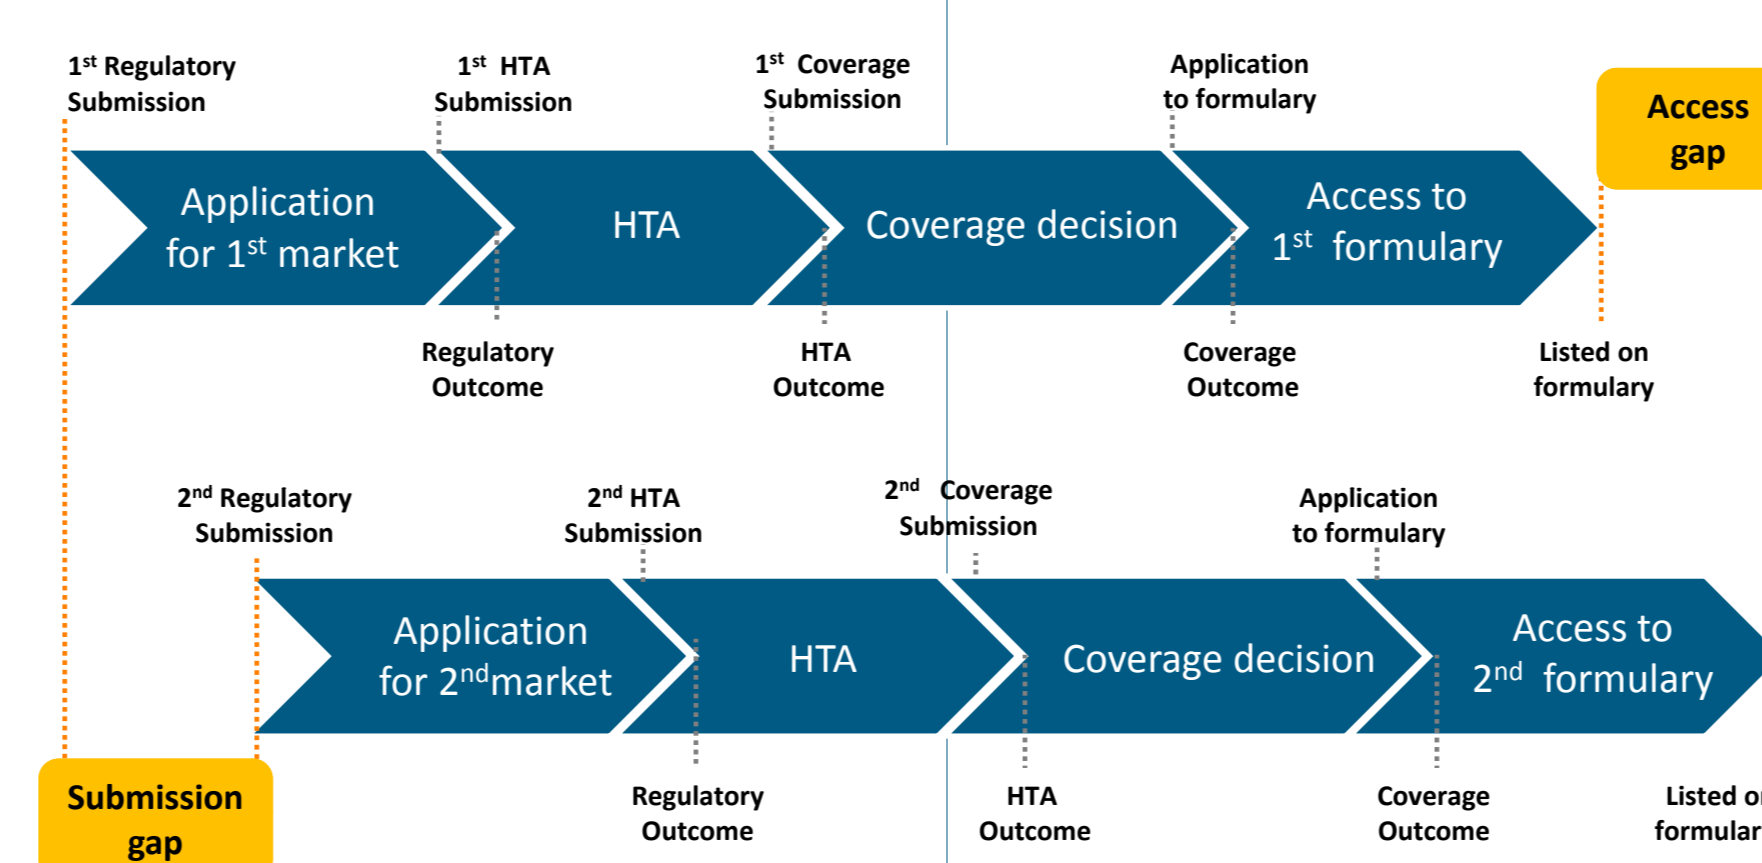 1st Regulatory
Submission
1st HTA
Submission
1st Coverage
Submission
Application
to formulary
Access
gap
Application
for 1st market
HTA
Coverage decision
Access to
1st formulary
Regulatory
Outcome
HTA
Outcome
Coverage
Outcome
Listed on
formulary
2nd Regulatory
Submission
2nd HTA
Submission
2nd Coverage
Submission
Application
to formulary
Application
for 2nd market
HTA
Coverage decision
Access to
2nd formulary
Submission
gap
Regulatory
Outcome
HTA
Outcome
Coverage
Outcome
Listed